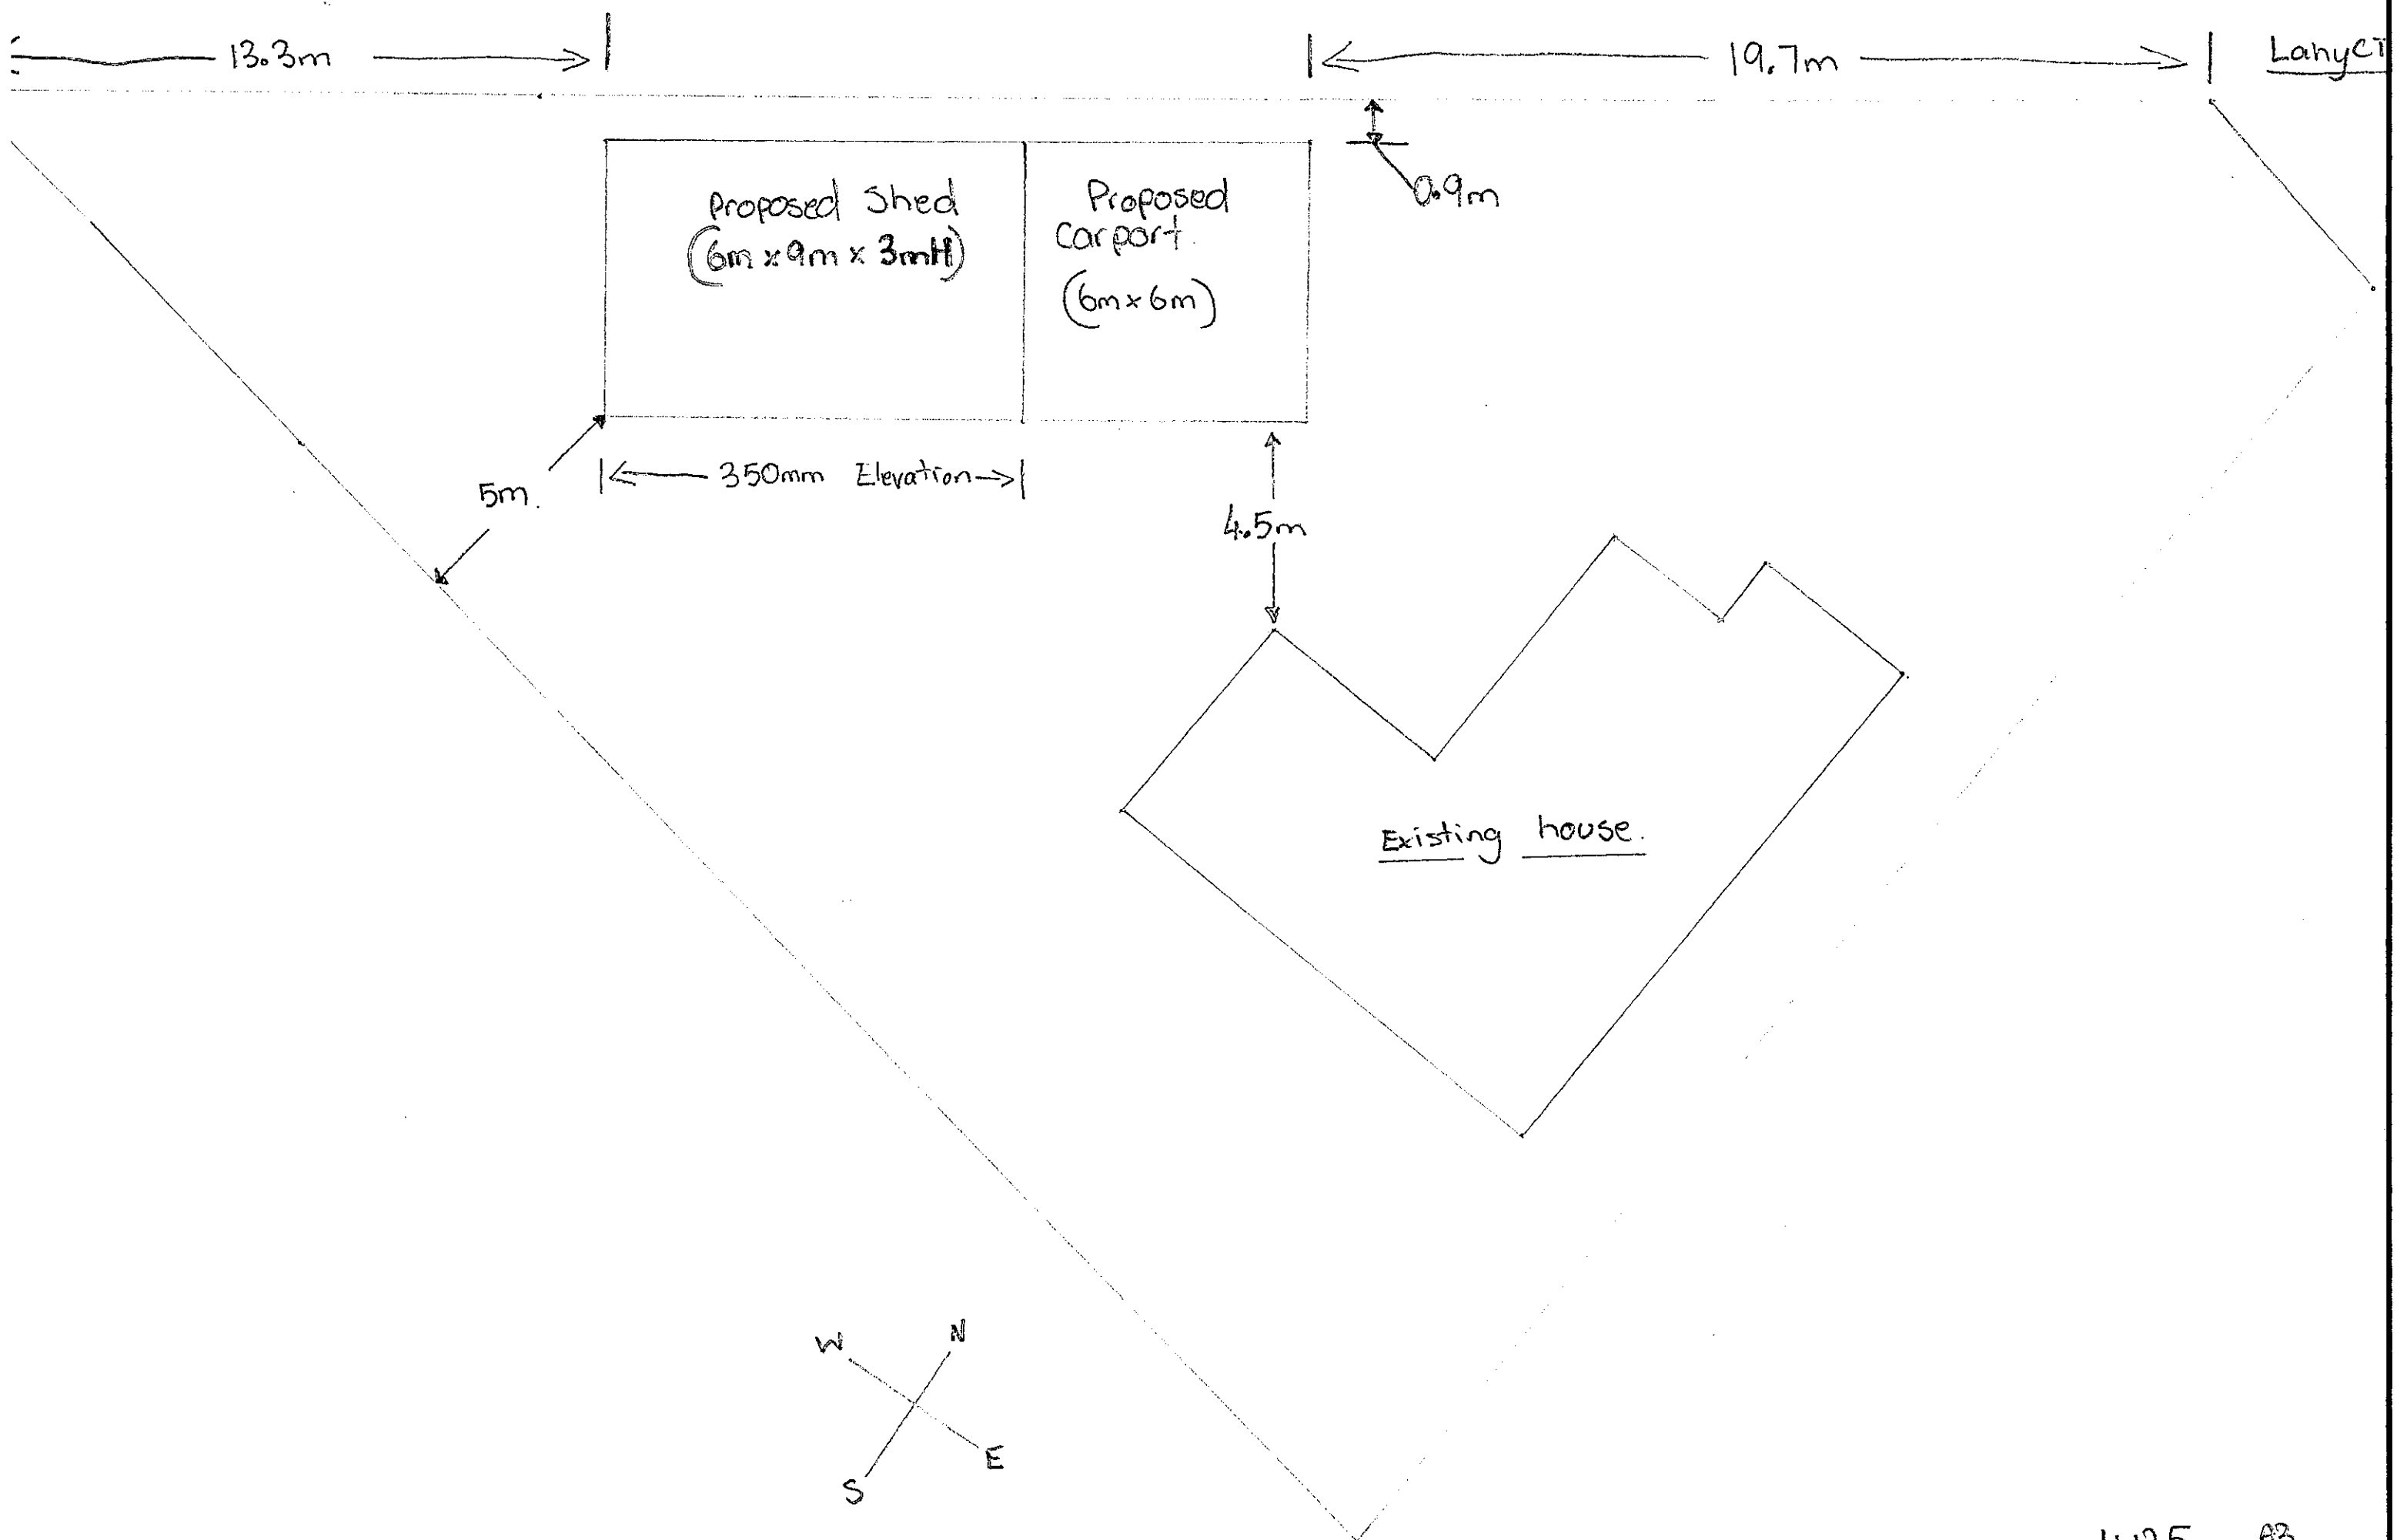 13.3m
19.7m
0.9m
Proposed Shed
(6m x 9m x 3mH)
Proposed
Carport.
(6m x 6m)
5m.
350mm Elevation
4.5m
Existing house.
W
N
E
S
A3